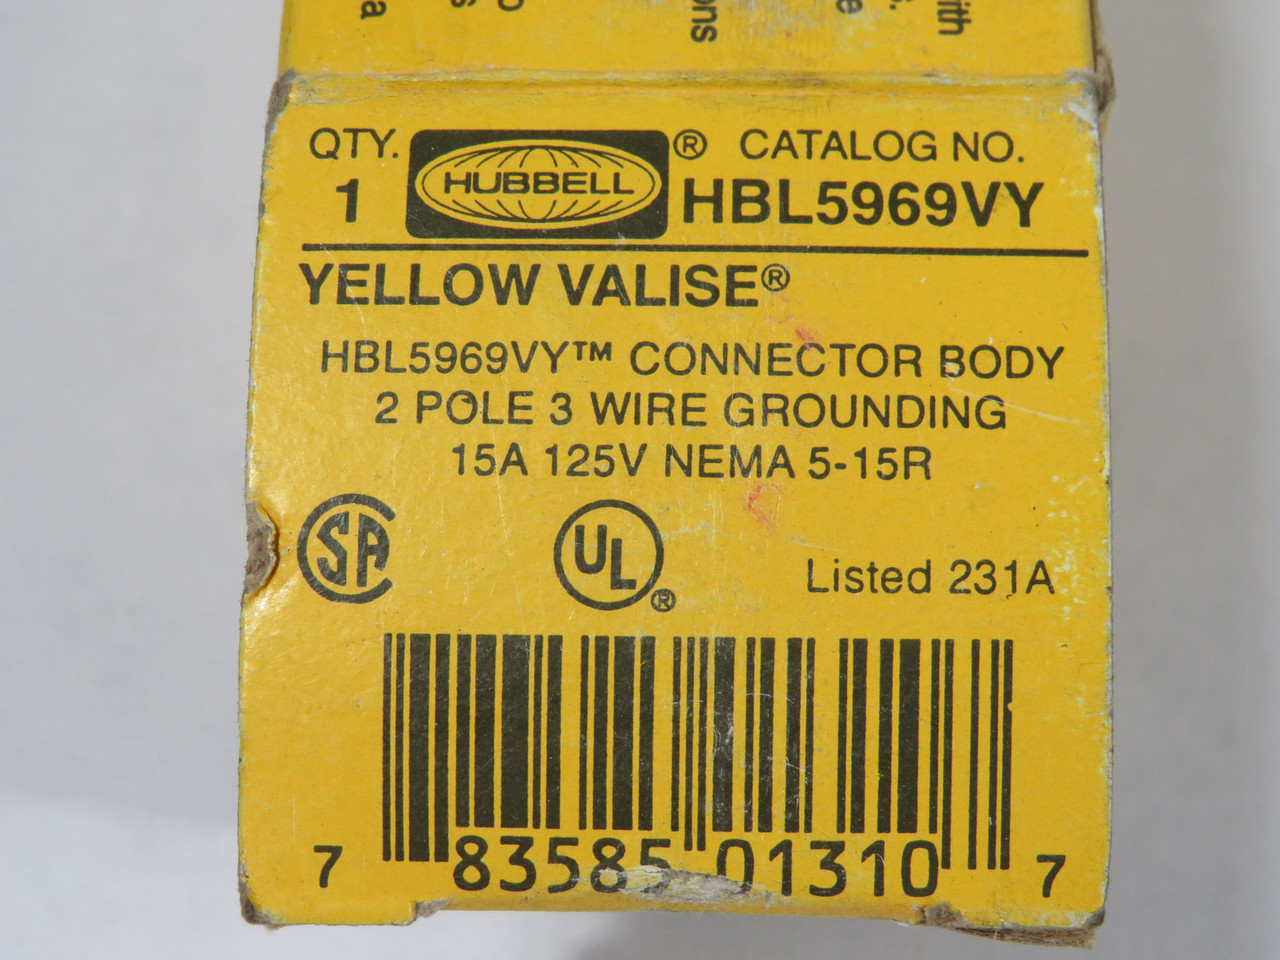 QTY.
1
HUBBELL ®
CATALOG NO.
HBL5969VY
YELLOW VALISE®
HBL5969VY™ CONNECTOR BODY
2 POLE 3 WIRE GROUNDING
15A 125V NEMA 5-15R
SA
UL ®
Listed 231A
7 83585 01310 7